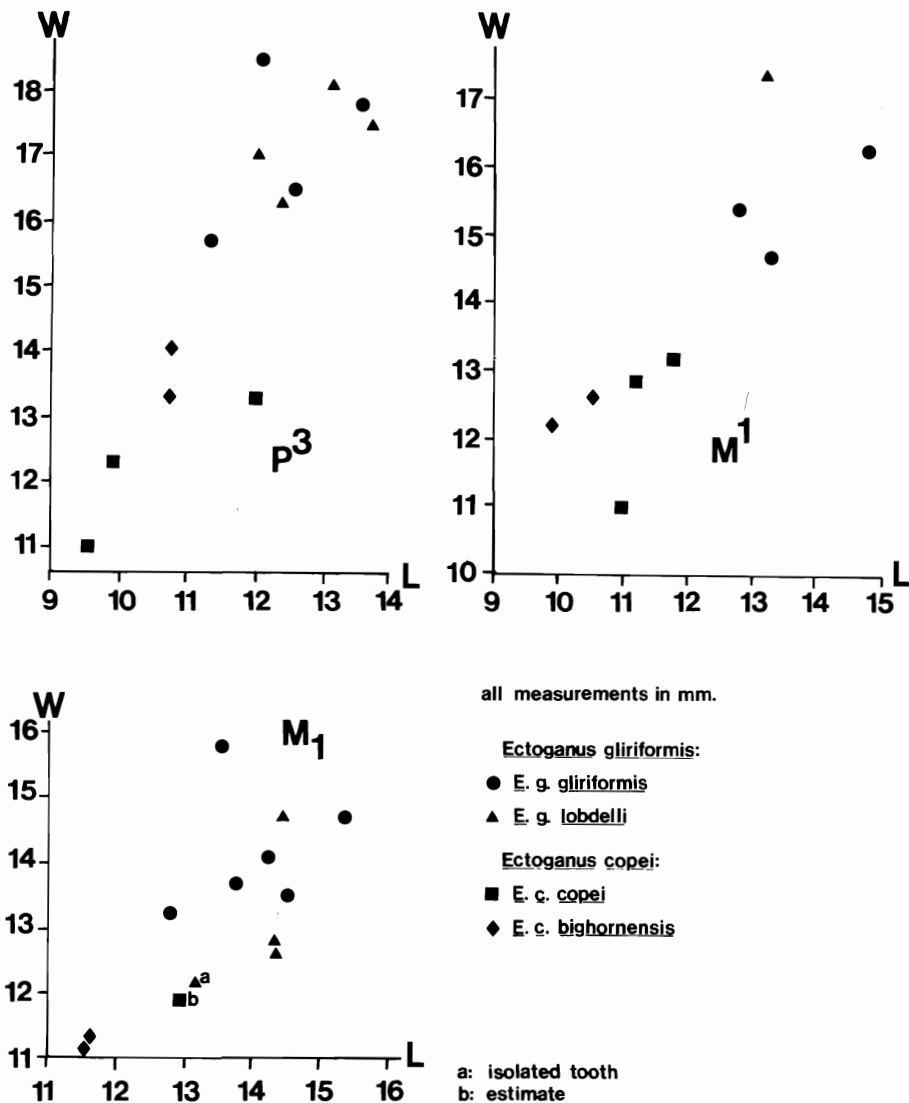 W
18
17
16
15
14
13
12
11
9 10 11 12 13 14 L
P3
W
17
16
15
14
13
12
11
10
9 10 11 12 13 14 15 L
M1
W
16
15
14
13
12
11
11 12 13 14 15 16 L
M1
a
b
all measurements in mm.
Ectoganus gliriformis:
E. g. gliriformis
E. g. lobdelli
Ectoganus copei:
E. c. copei
E. c. bighornensis
a: isolated tooth
b: estimate